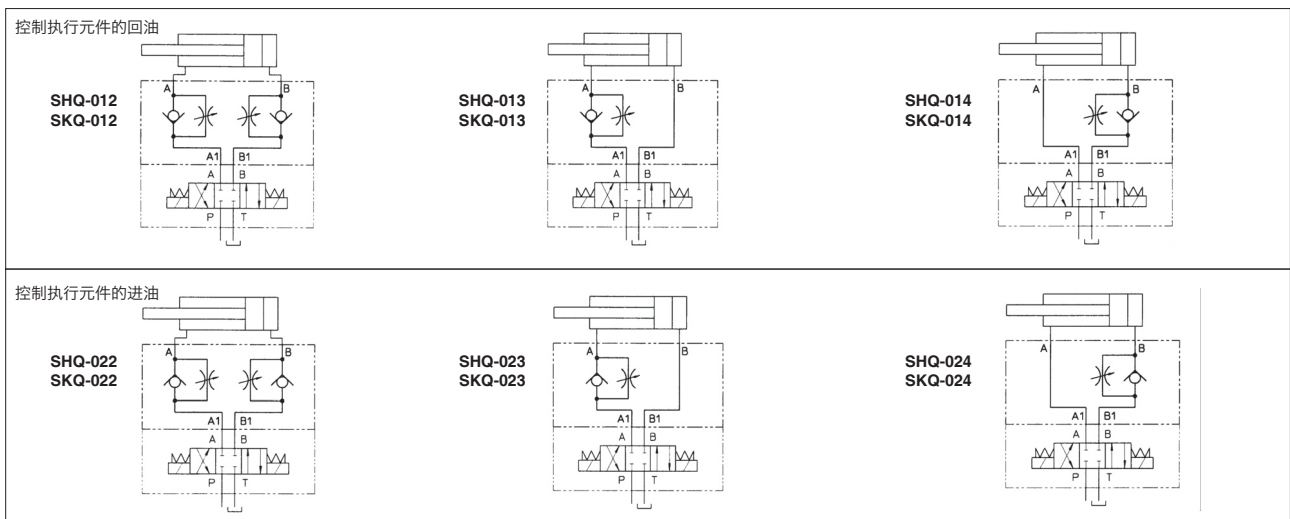 控制执行元件的回油
SHQ-012
SKQ-012
A
B
A1
B1
A
B
P
T
SHQ-013
SKQ-013
A
B
A1
B1
A
B
P
T
SHQ-014
SKQ-014
A
B
A1
B1
A
B
P
T
控制执行元件的进油
SHQ-022
SKQ-022
A
B
A1
B1
A
B
P
T
SHQ-023
SKQ-023
A
B
A1
B1
A
B
P
T
SHQ-024
SKQ-024
A
B
A1
B1
A
B
P
T